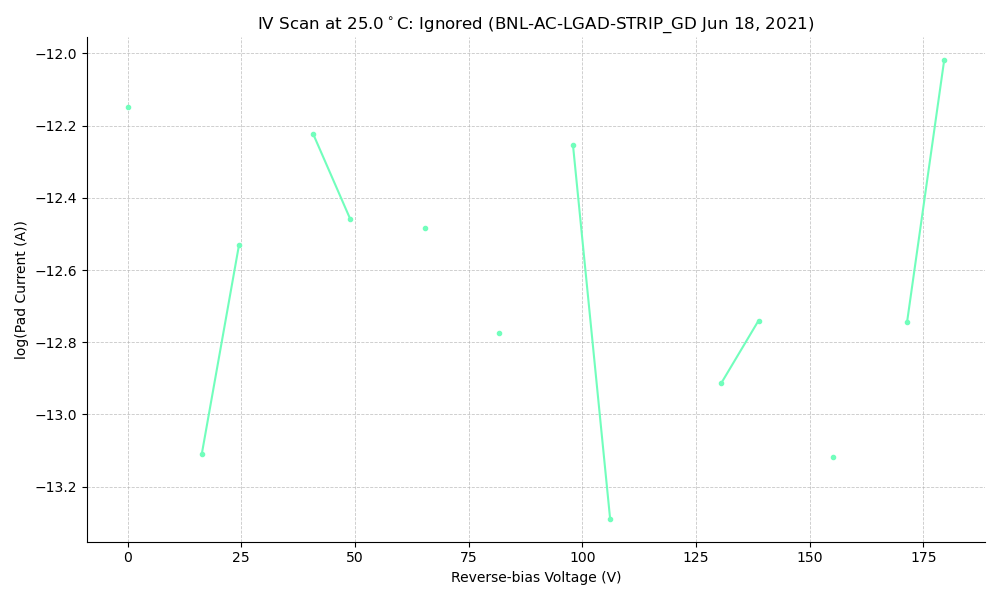 IV Scan at 25.0°C: Ignored (BNL-AC-LGAD-STRIP_GD Jun 18, 2021)
log(Pad Current (A))
−12.0
−12.2
−12.4
−12.6
−12.8
−13.0
−13.2
0 25 50 75 100 125 150 175
Reverse-bias Voltage (V)